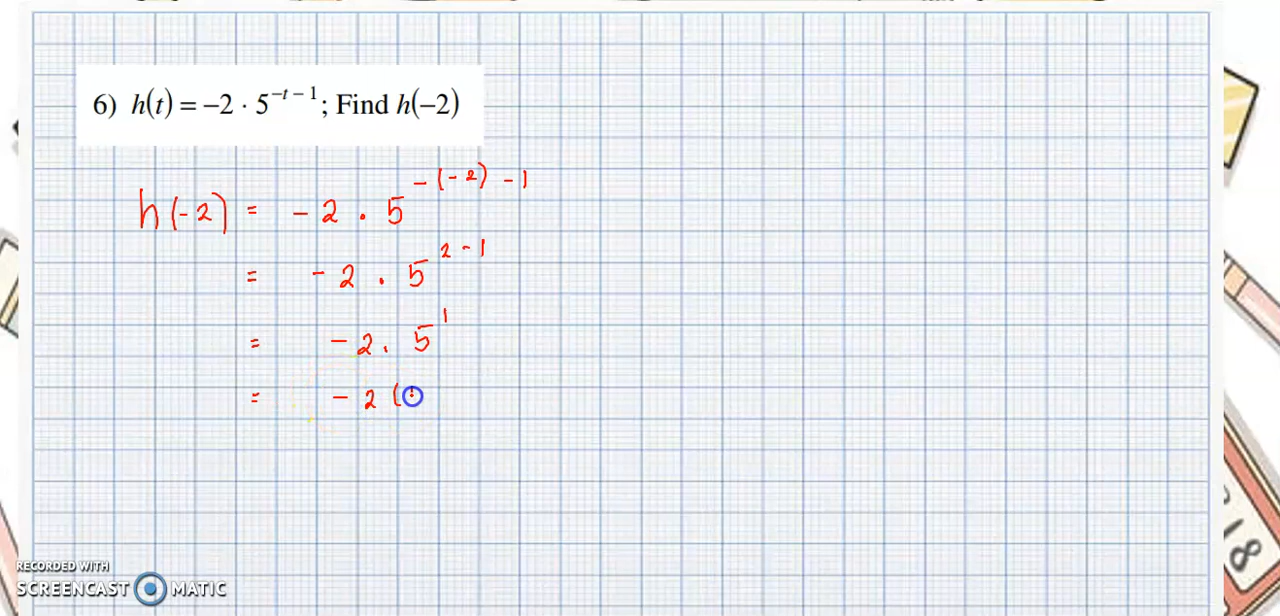 6) h(t) = −2 · 5^{−t − 1} ; Find h(−2)
h(-2) = -2 . 5^{-(-2) -1}
= -2 . 5^{2-1}
= -2 . 5^{1}
= -2 (
RECORDED WITH
SCREENCAST MATIC